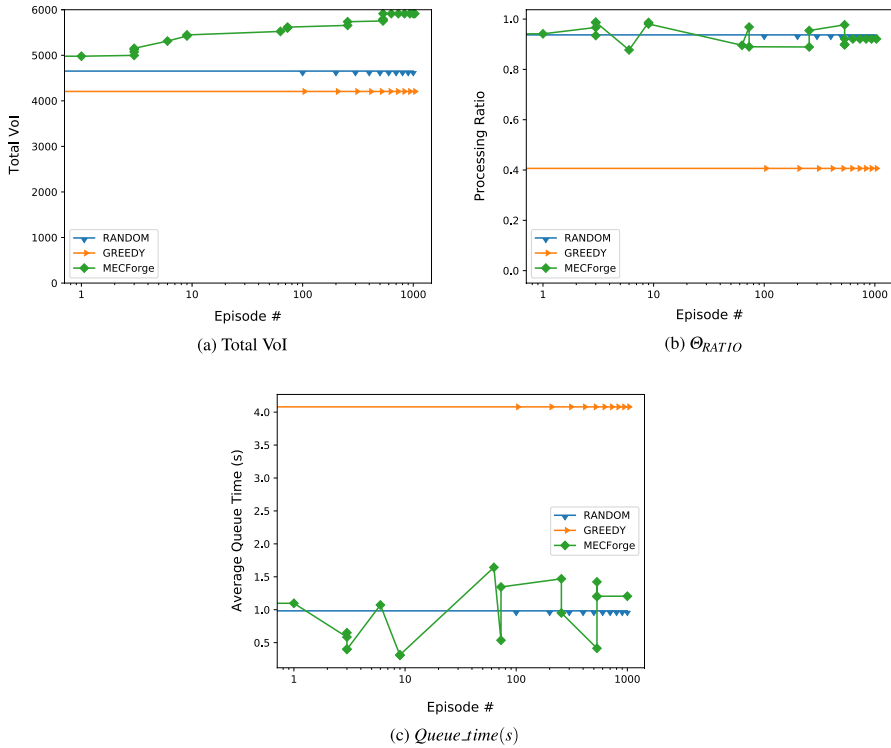 6000
5000
4000
3000
2000
1000
0
Total VoI
RANDOM
GREEDY
MECForge
1
10
100
1000
Episode #
(a) Total VoI
1.0
0.8
0.6
0.4
0.2
0.0
Processing Ratio
RANDOM
GREEDY
MECForge
1
10
100
1000
Episode #
(b) Θ_RATIO
4.0
3.5
3.0
2.5
2.0
1.5
1.0
0.5
Average Queue Time (s)
RANDOM
GREEDY
MECForge
1
10
100
1000
Episode #
(c) Queue_time(s)